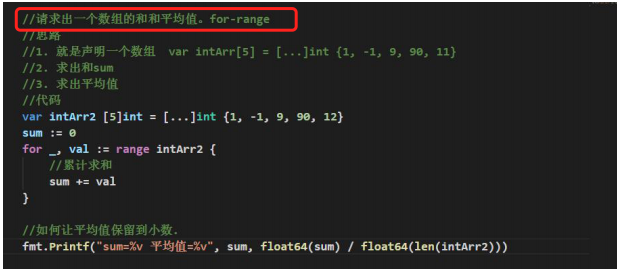 //请求出一个数组的和和平均值。for-range
//思路
//1. 就是声明一个数组 var intArr[5] = [...]int {1, -1, 9, 90, 11}
//2. 求出和sum
//3. 求出平均值
//代码
var intArr2 [5]int = [...]int {1, -1, 9, 90, 12}
sum := 0
for _, val := range intArr2 {
//累计求和
sum += val
}
//如何让平均值保留到小数.
fmt.Printf("sum=%v 平均值=%v", sum, float64(sum) / float64(len(intArr2)))